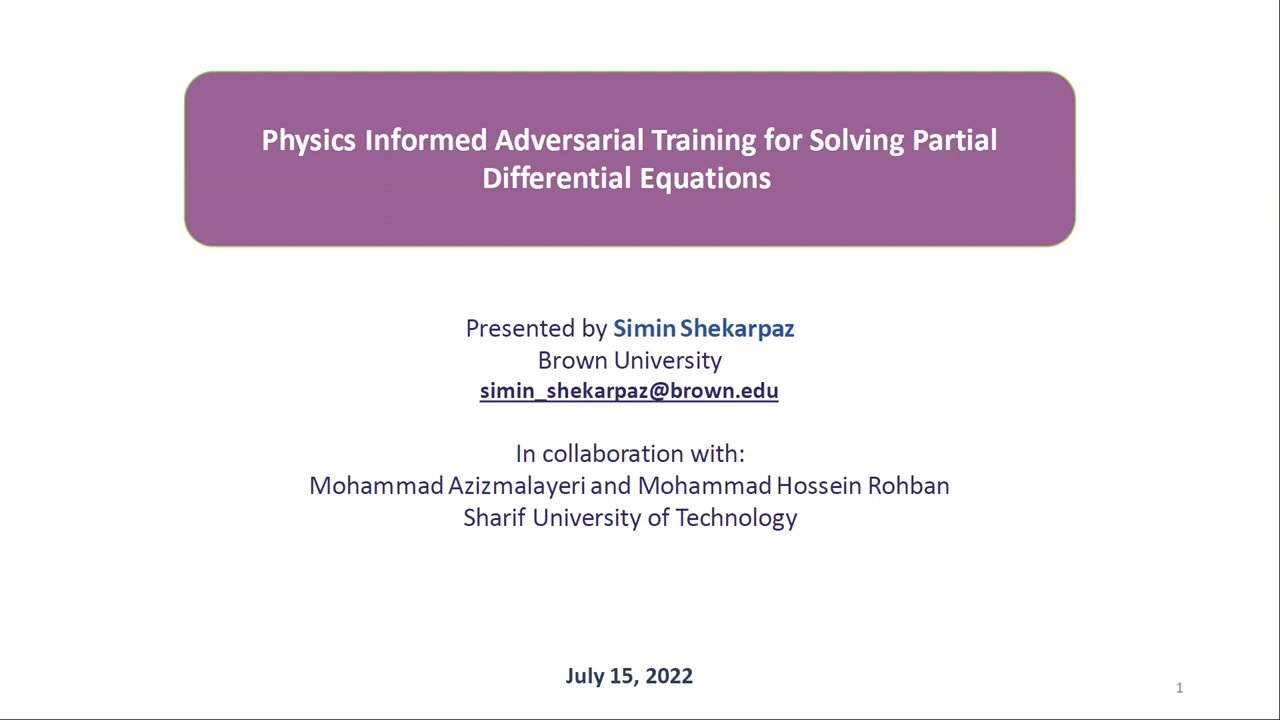 Physics Informed Adversarial Training for Solving Partial
Differential Equations
Presented by Simin Shekarpaz
Brown University
simin_shekarpaz@brown.edu
In collaboration with:
Mohammad Azizmalayeri and Mohammad Hossein Rohban
Sharif University of Technology
July 15, 2022
1